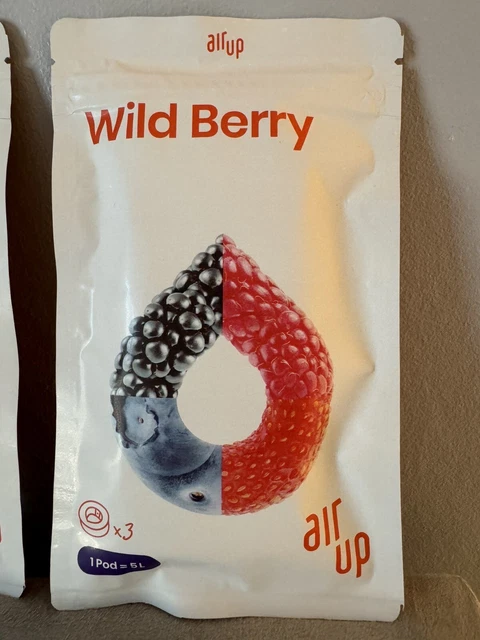 air up
Wild Berry
x3
1 Pod = 5 L
air
up